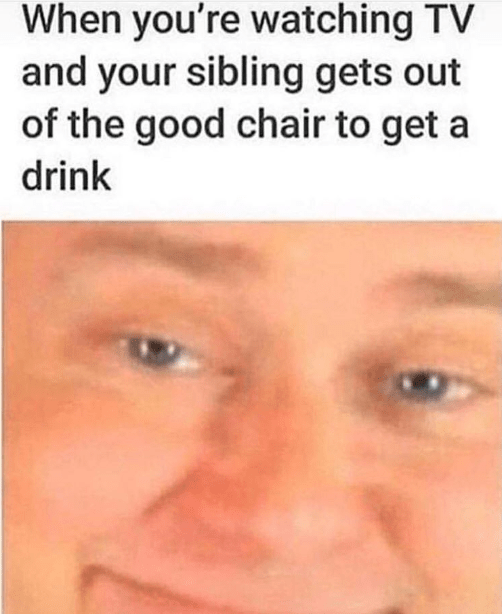 When you're watching TV
and your sibling gets out
of the good chair to get a
drink